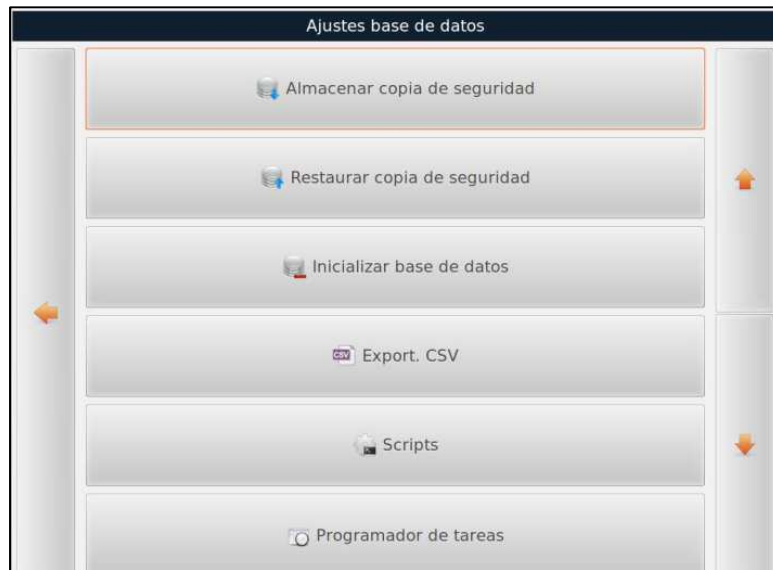 Ajustes base de datos
Almacenar copia de seguridad
Restaurar copia de seguridad
Inicializar base de datos
CSV Export. CSV
Scripts
Programador de tareas